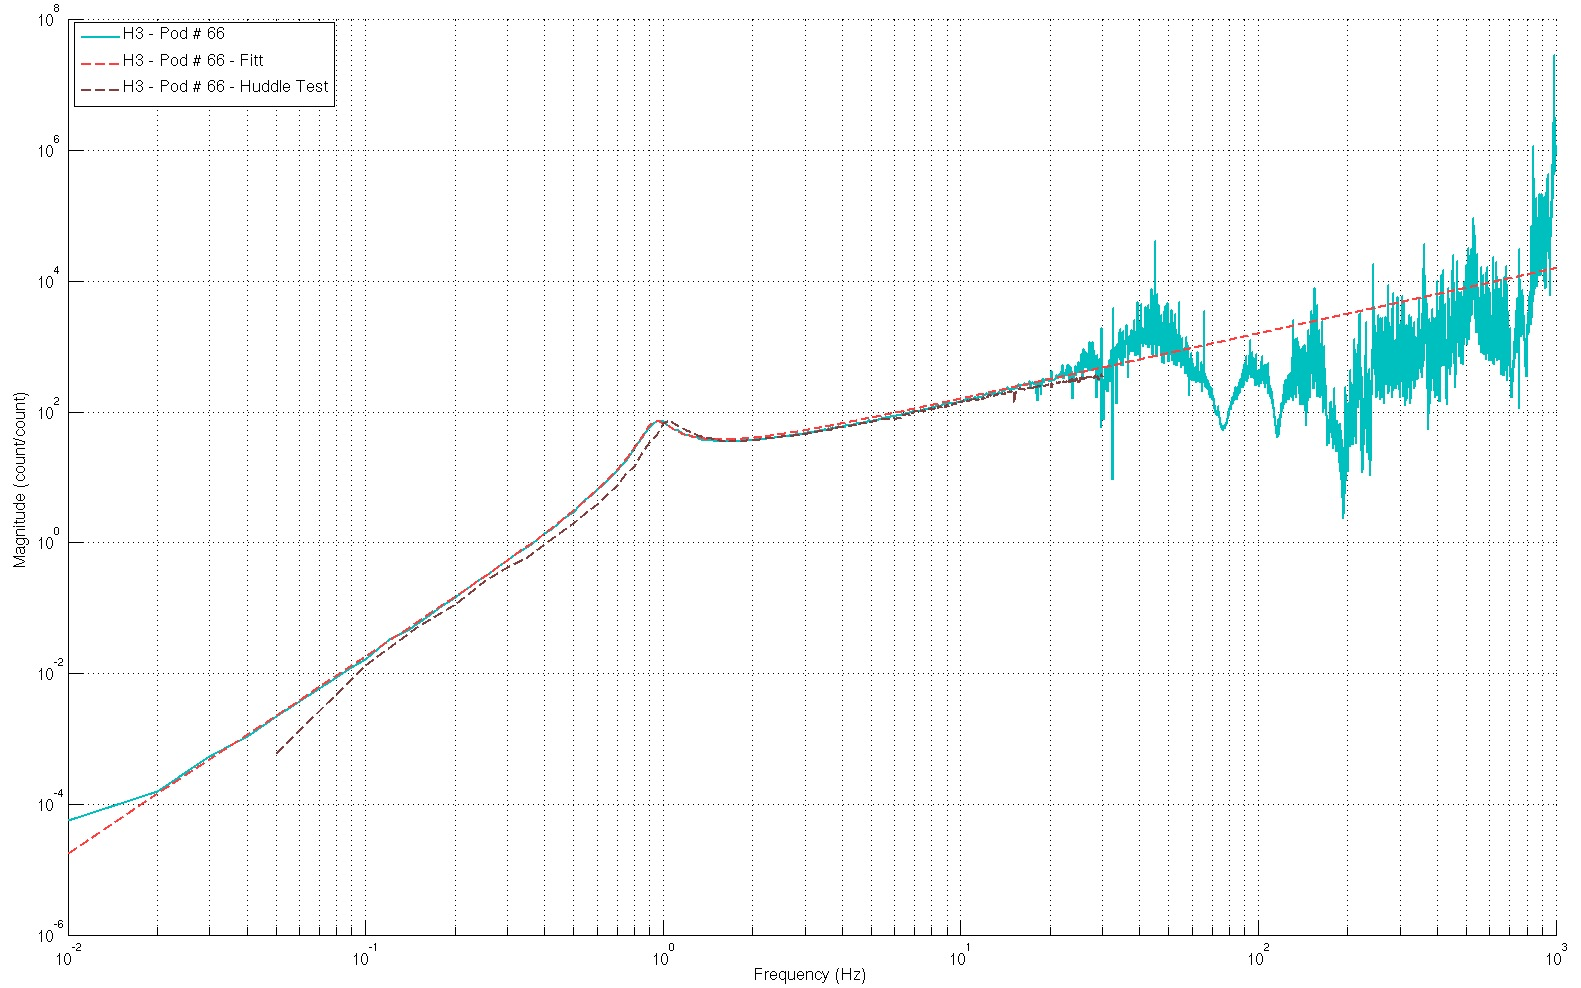 10^8
H3 - Pod # 66
H3 - Pod # 66 - Fitt
H3 - Pod # 66 - Huddle Test
10^6
10^4
10^2
10^0
10^-2
10^-4
10^-6
Magnitude (count/count)
10^-2 10^-1 10^0 10^1 10^2 10^3
Frequency (Hz)